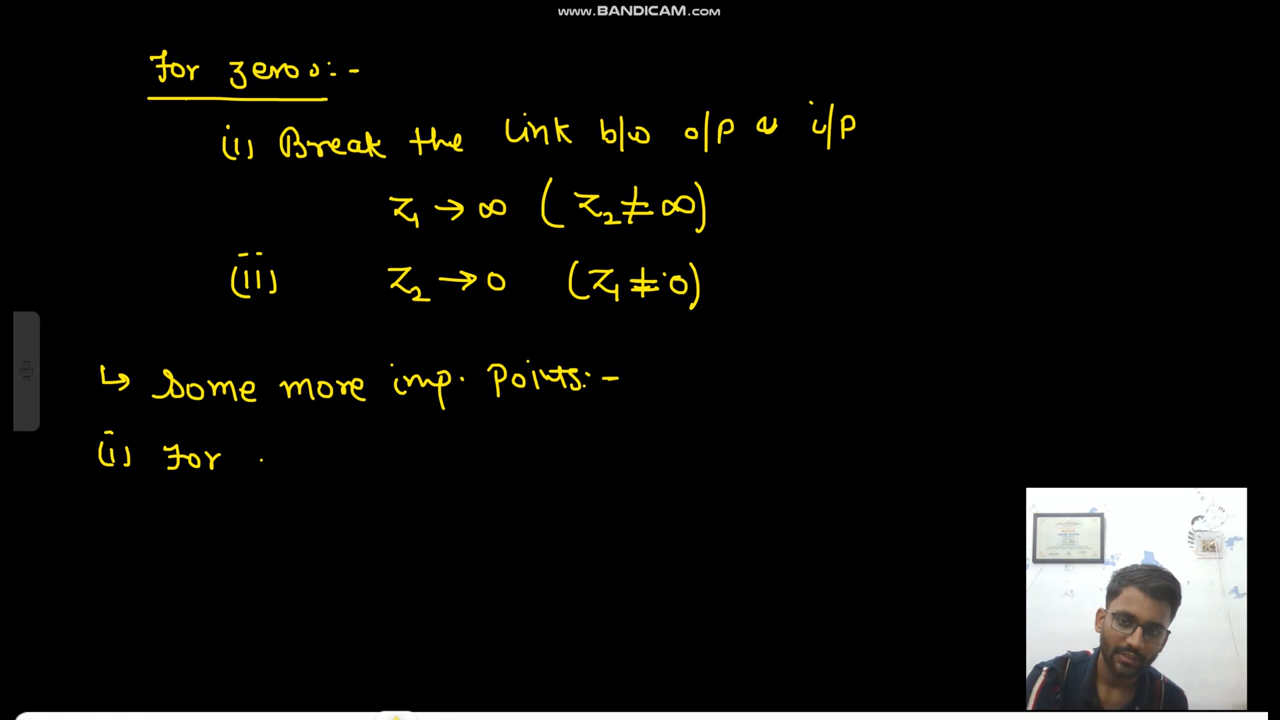 www.BANDICAM.com
For zeros:-
(i) Break the link b/w o/p & i/p
Z₁ → ∞ (Z₂ ≠ ∞)
(ii) Z₂ → 0 (Z₁ ≠ 0)
↳ Some more imp. Points:-
(i) For